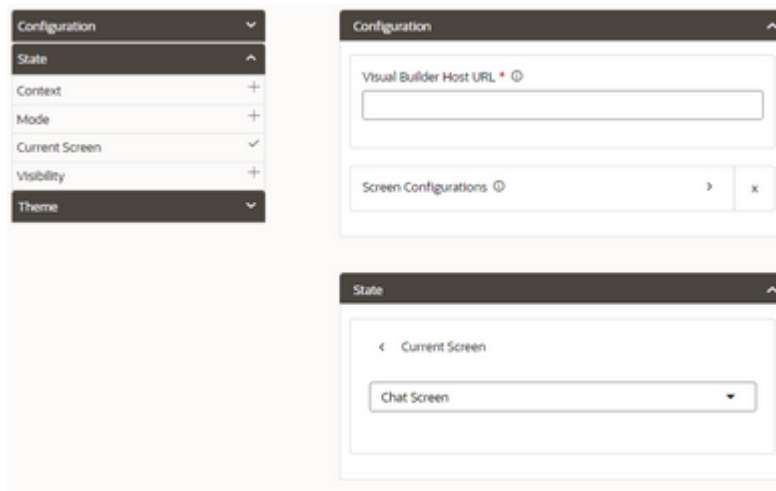 Configuration
State
Context
Mode
Current Screen
Visibility
Theme
Configuration
Visual Builder Host URL *
Screen Configurations
x
State
Current Screen
Chat Screen